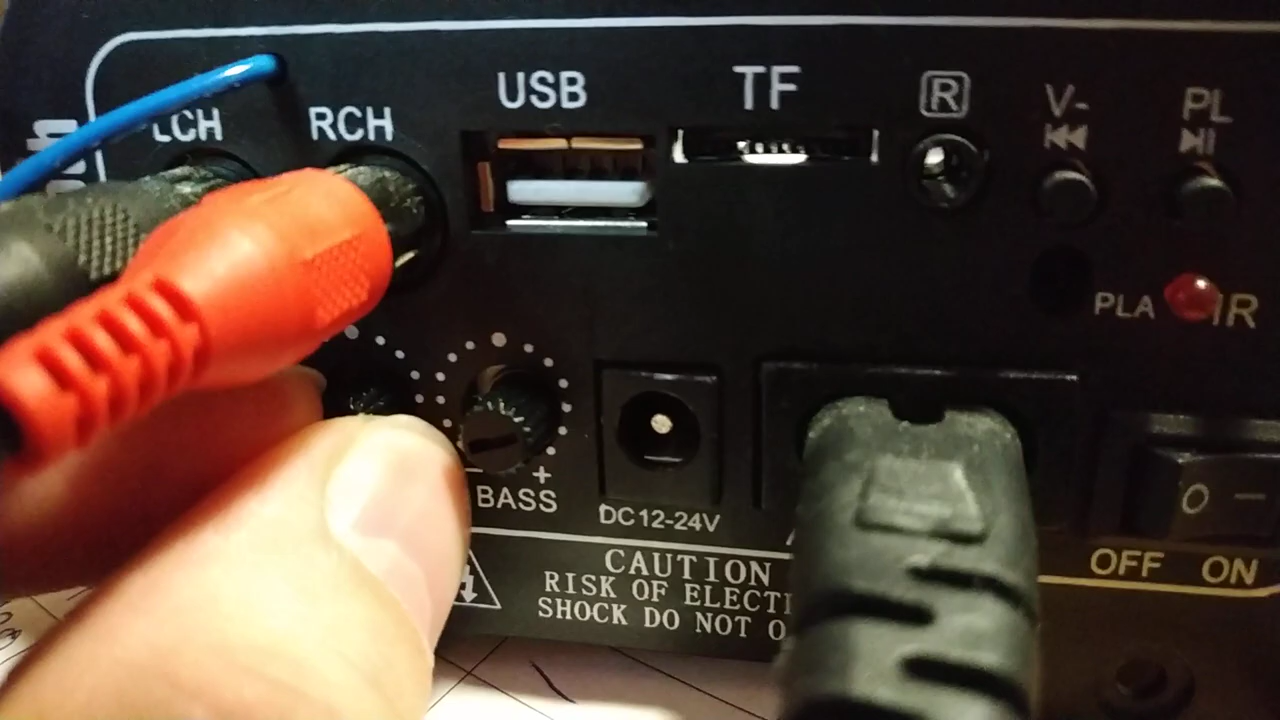 LCH
RCH
USB
TF
R
V-
PL
PLA
IR
+
BASS
DC12-24V
O —
OFF ON
CAUTION
RISK OF ELECT
SHOCK DO NOT O